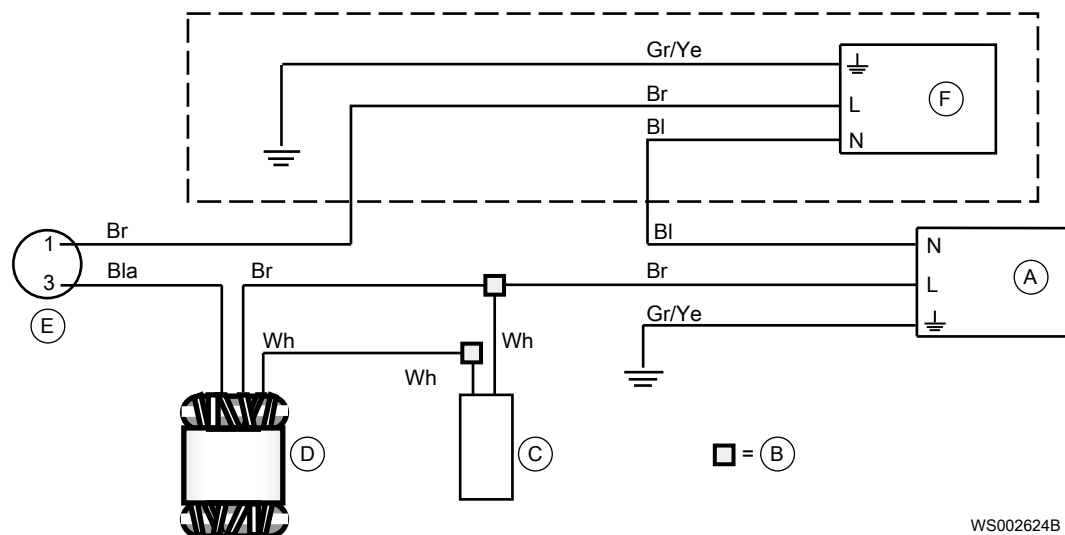 Gr/Ye
Br
L
F
Bl
N
1
Br
Bl
N
3
Bla
Br
Br
L
A
E
Gr/Ye
Wh
Wh
Wh
D
C
= B
WS002624B